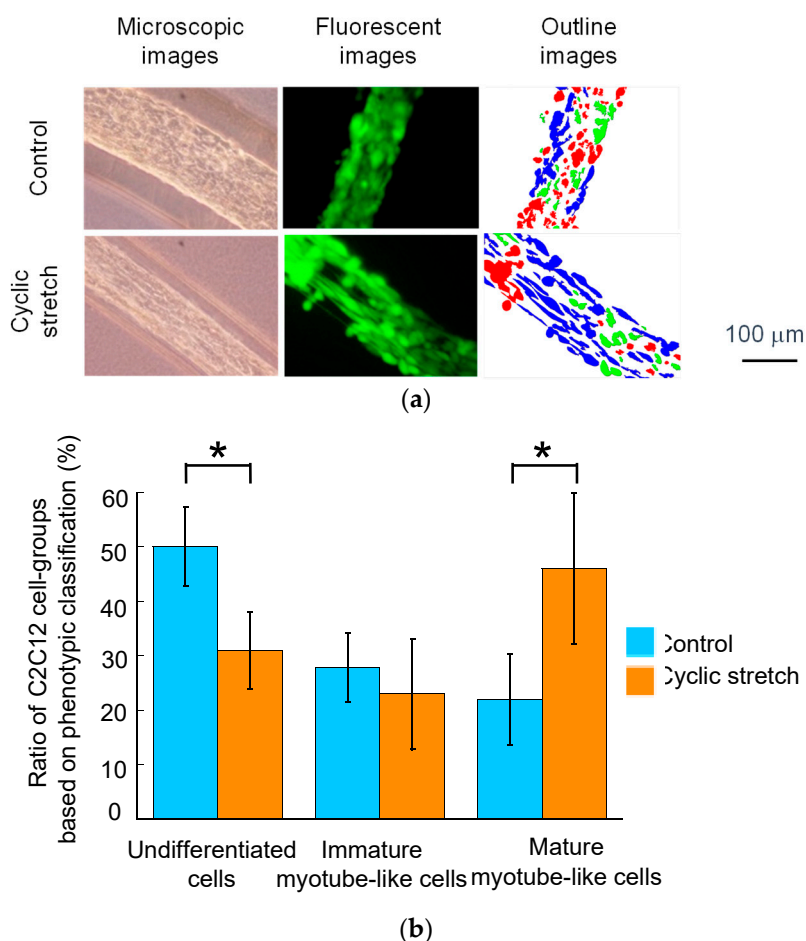 Microscopic
images
Fluorescent
images
Outline
images
Control
Cyclic
stretch
100 μm
(a)
Ratio of C2C12 cell-groups
based on phenotypic classification (%)
60
50
40
30
20
10
0
*
*
Control
Cyclic stretch
Undifferentiated
cells
Immature
myotube-like cells
Mature
myotube-like cells
(b)